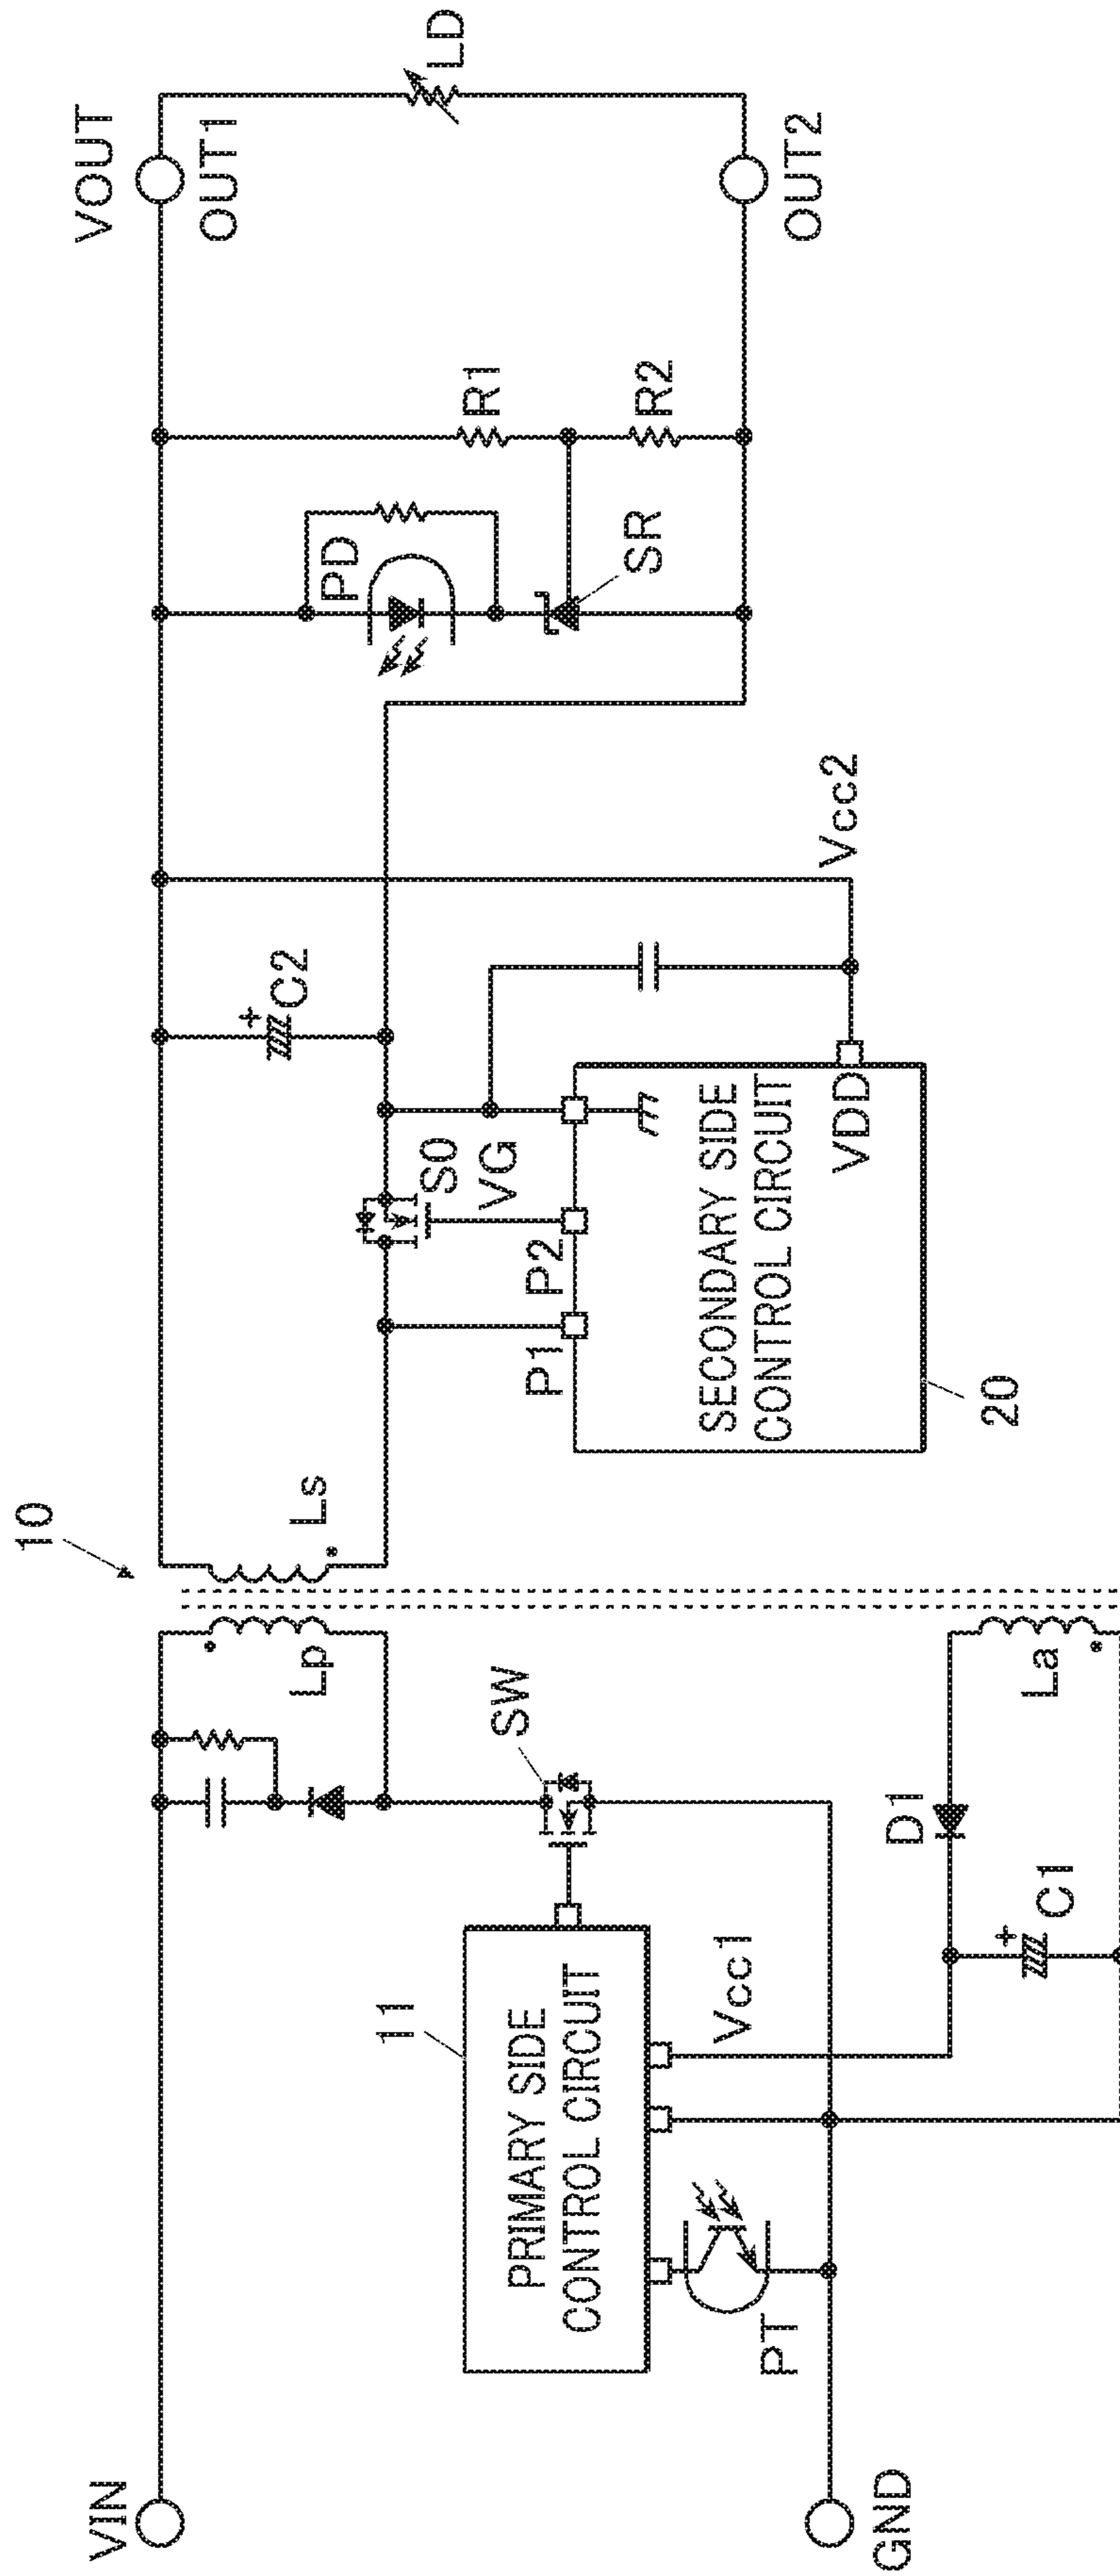 VIN
GND
PRIMARY SIDE
CONTROL CIRCUIT
11
PT
Vcc1
SW
Lp
D1
C1
La
10
Ls
P1
P2
VG
S0
SECONDARY SIDE
CONTROL CIRCUIT
VDD
20
+
C2
+
Vcc2
PD
SR
R1
R2
VOUT
OUT1
OUT2
LD